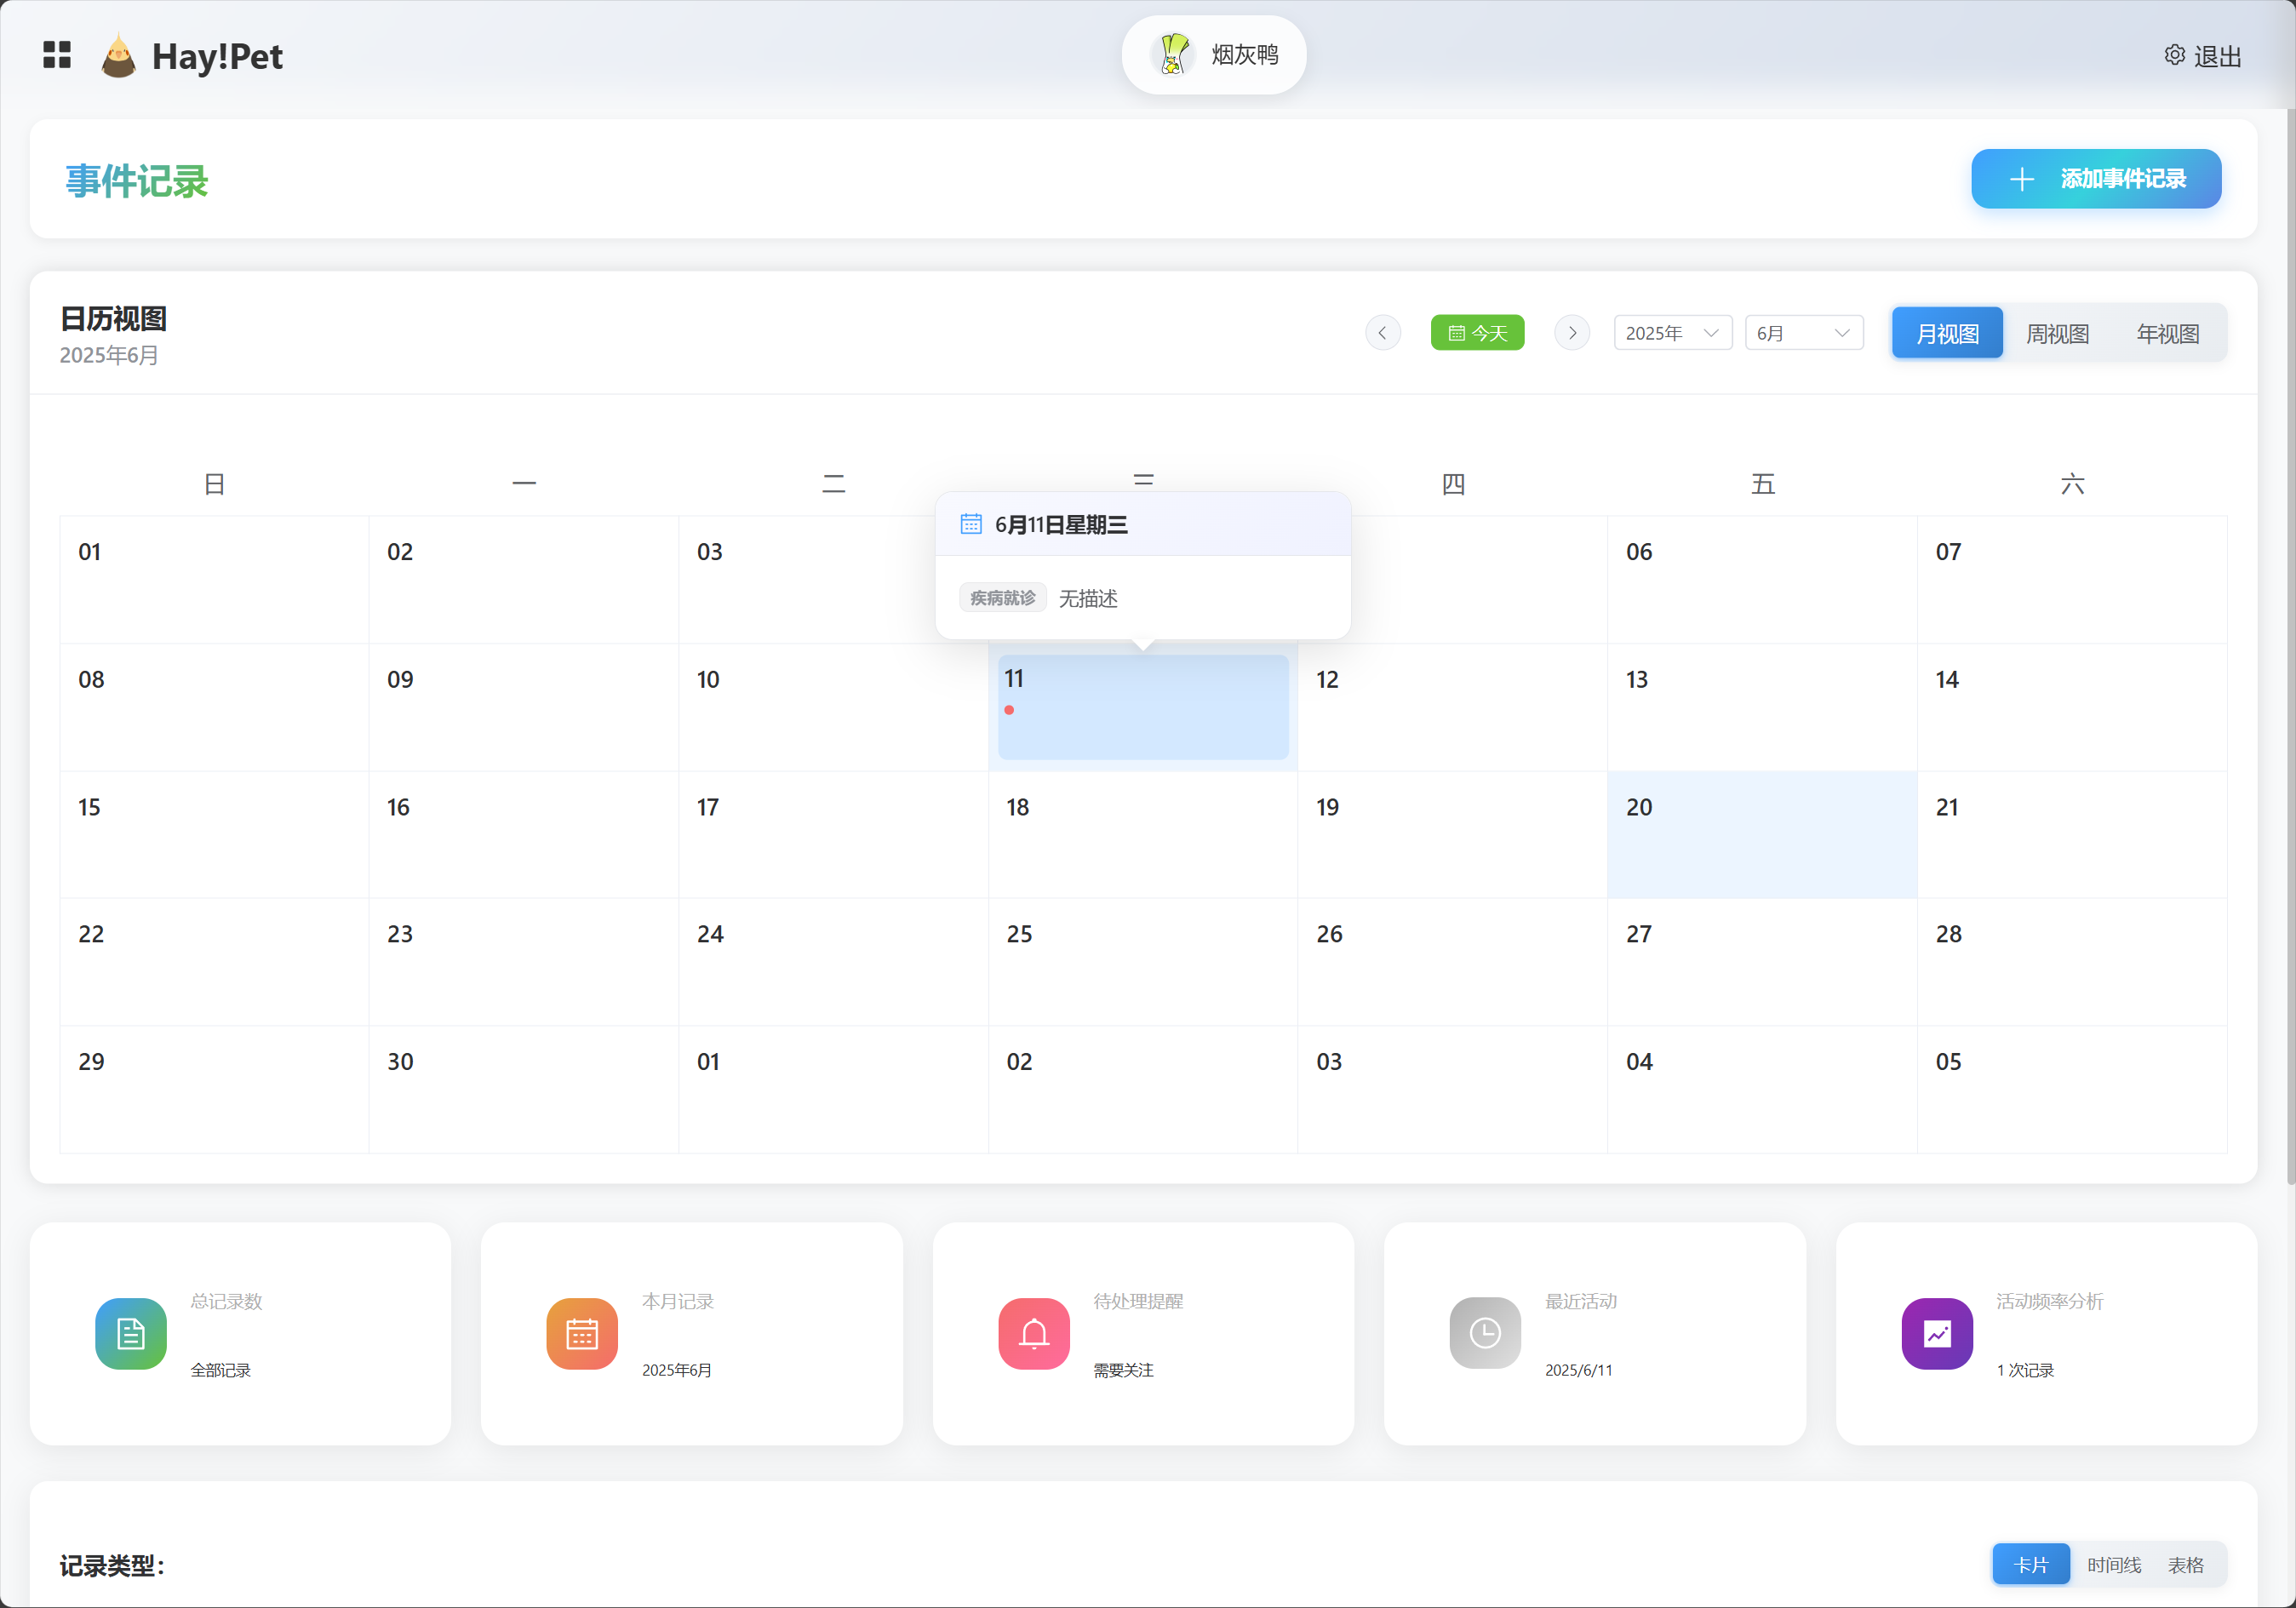 Hay!Pet
烟灰鸭
退出
事件记录
添加事件记录
日历视图
2025年6月
今天
2025年
6月
月视图
周视图
年视图
日 一 二 三 四 五 六
6月11日星期三
疾病就诊 无描述
01 02 03 06 07
08 09 10 11 12 13 14
15 16 17 18 19 20 21
22 23 24 25 26 27 28
29 30 01 02 03 04 05
总记录数
全部记录
本月记录
2025年6月
待处理提醒
需要关注
最近活动
2025/6/11
活动频率分析
1 次记录
记录类型：
卡片 时间线 表格